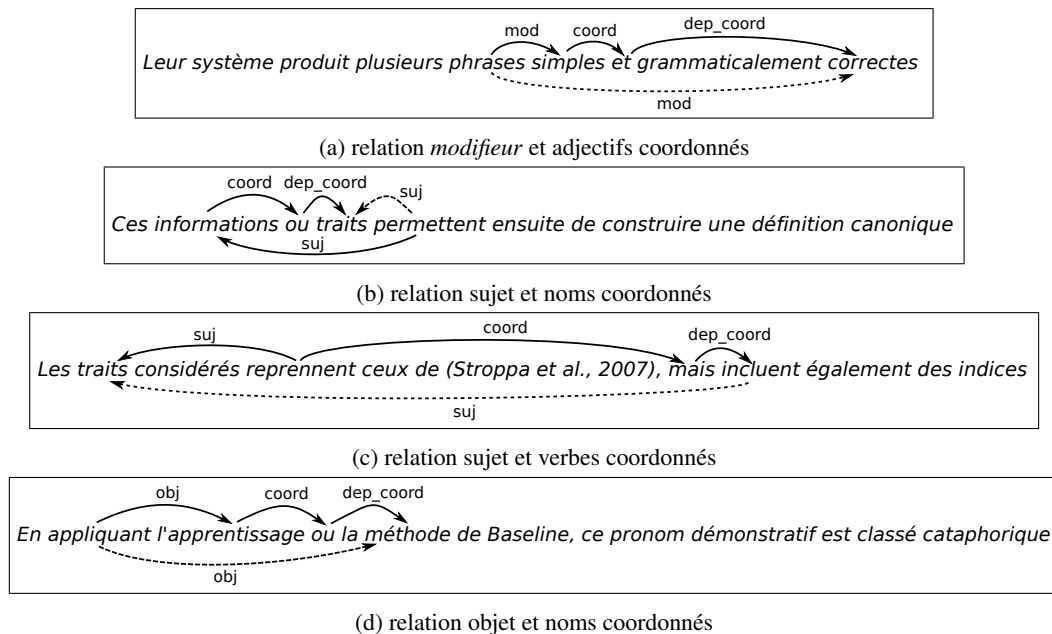 mod coord dep_coord
Leur système produit plusieurs phrases simples et grammaticalement correctes
mod
(a) relation modifieur et adjectifs coordonnés
coord dep_coord suj
Ces informations ou traits permettent ensuite de construire une définition canonique
suj
(b) relation sujet et noms coordonnés
suj coord dep_coord
Les traits considérés reprennent ceux de (Stroppa et al., 2007), mais incluent également des indices
suj
(c) relation sujet et verbes coordonnés
obj coord dep_coord
En appliquant l'apprentissage ou la méthode de Baseline, ce pronom démonstratif est classé cataphorique
obj
(d) relation objet et noms coordonnés